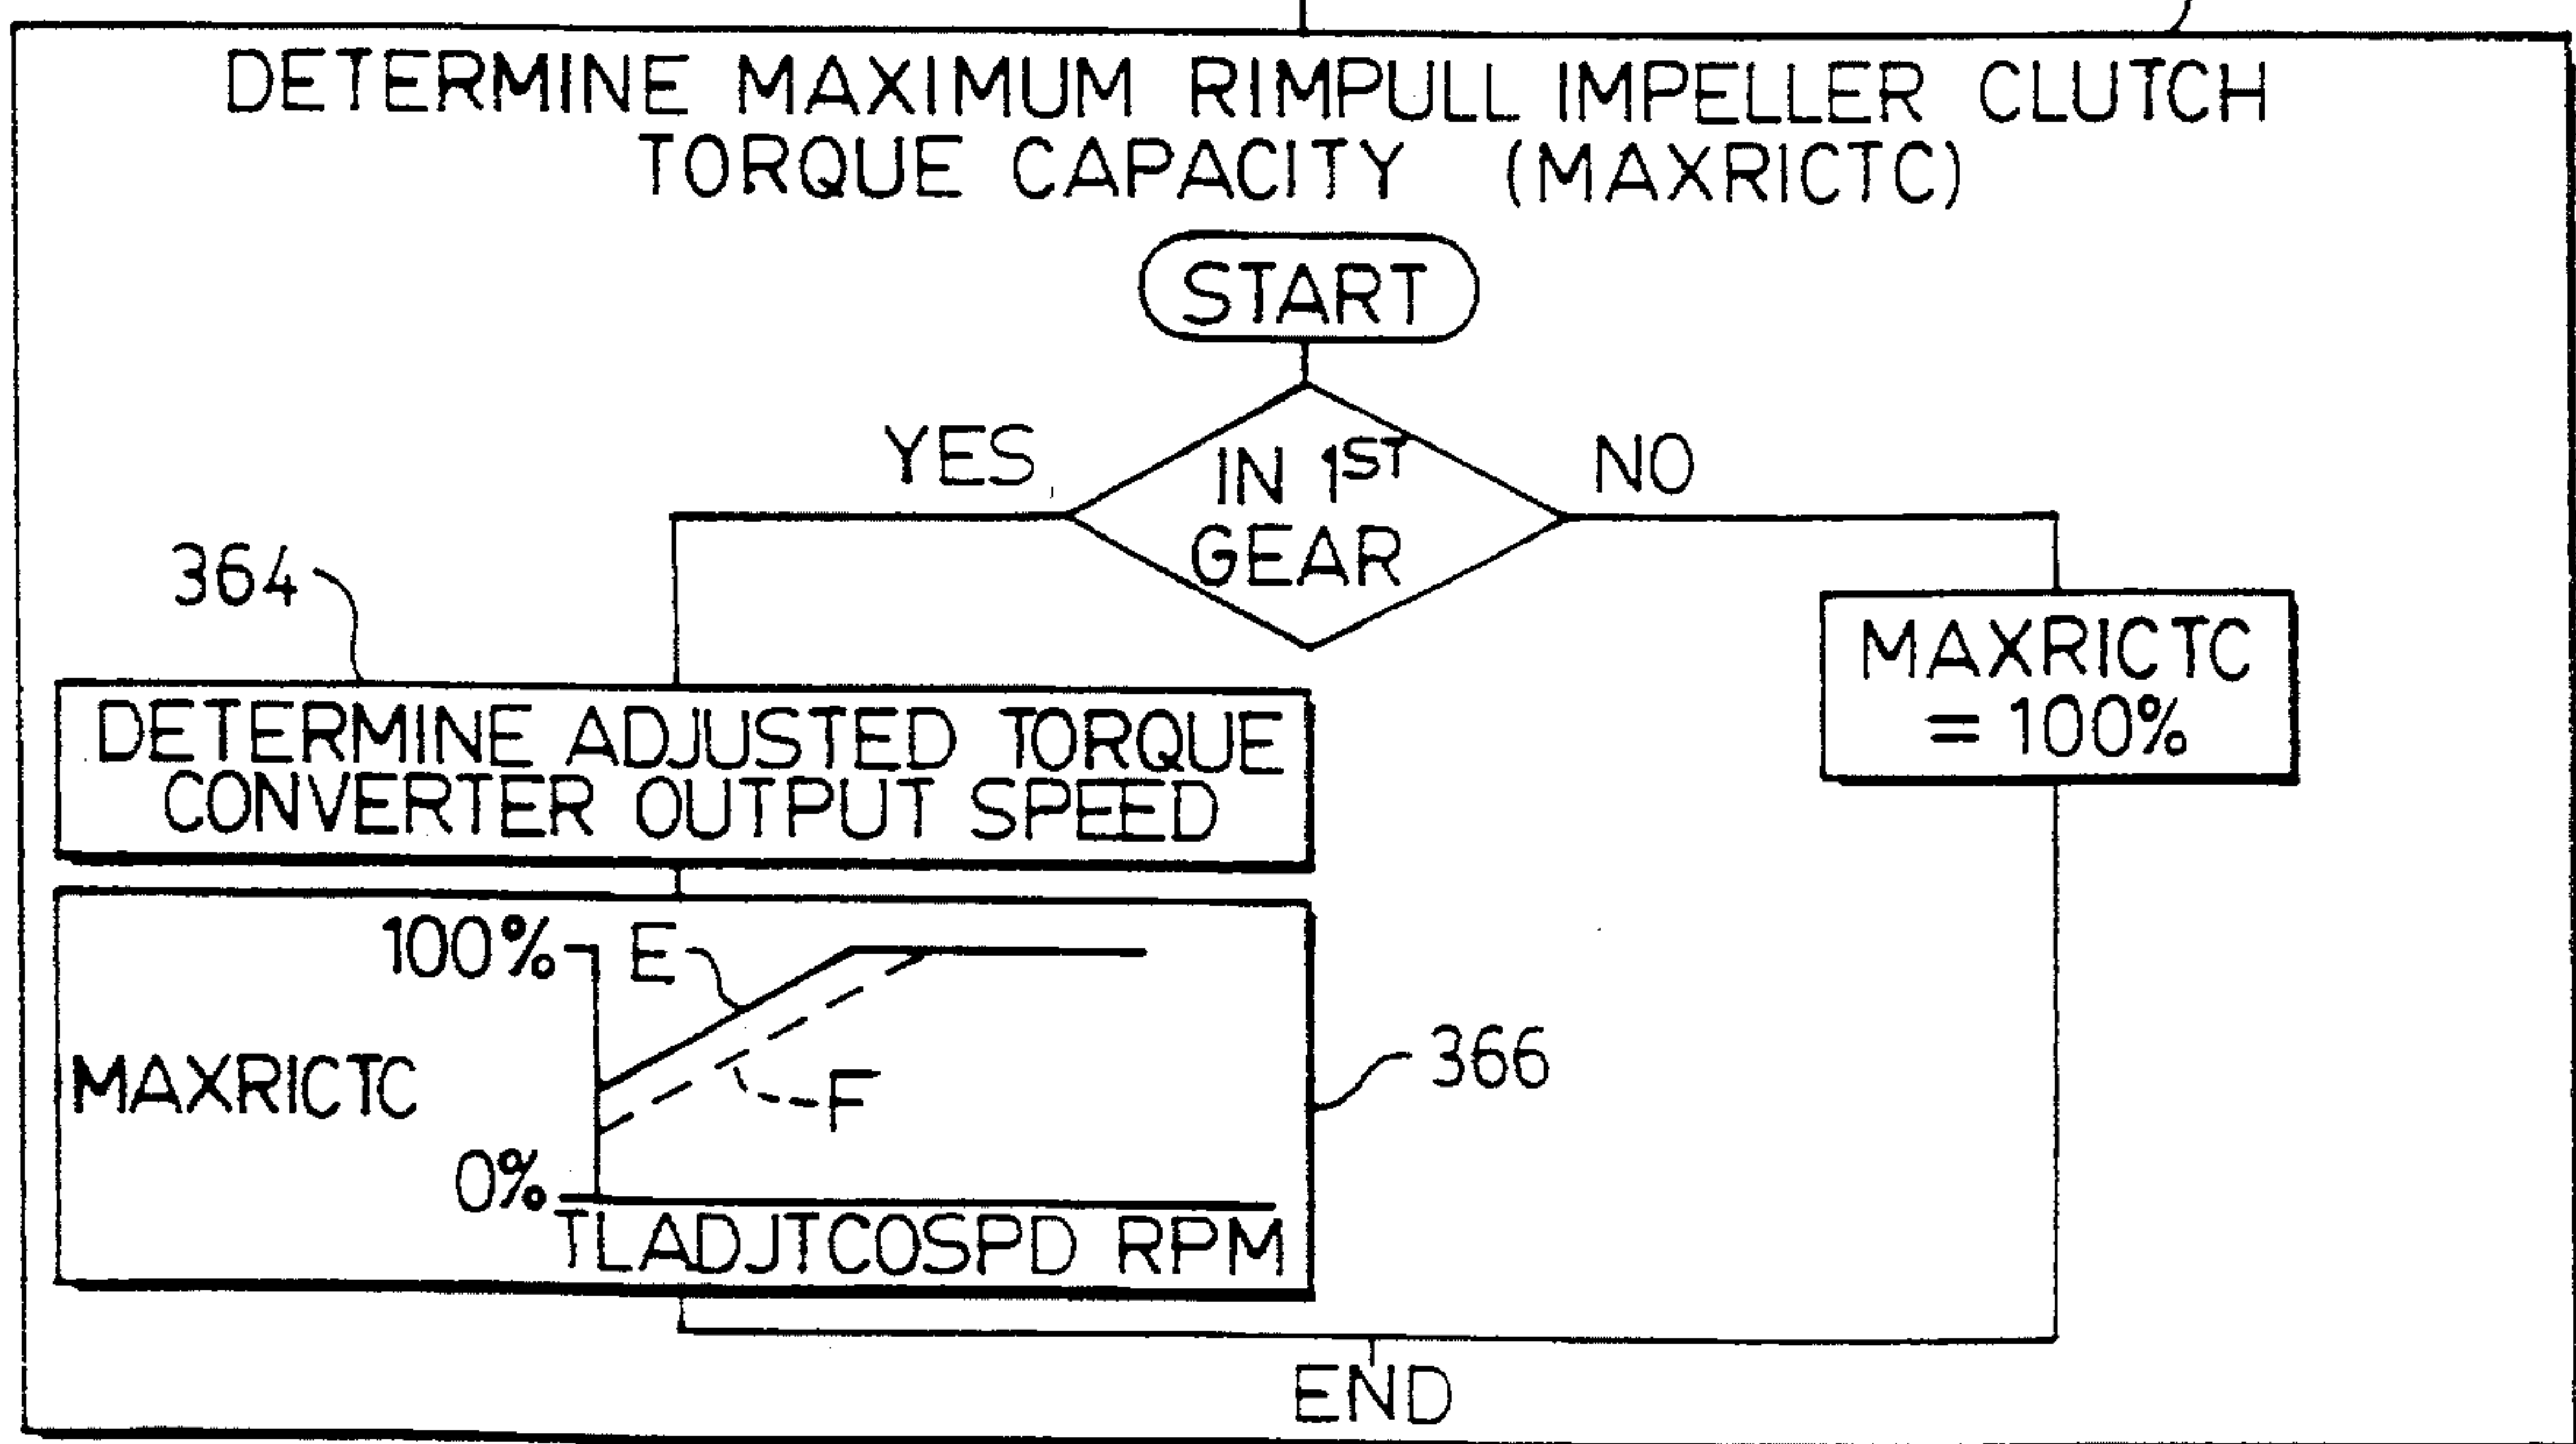 DETERMINE MAXIMUM RIMPULL IMPELLER CLUTCH
TORQUE CAPACITY (MAXRICTC)
START
YES
IN 1ST
GEAR
NO
364
DETERMINE ADJUSTED TORQUE
CONVERTER OUTPUT SPEED
MAXRICTC
= 100%
100%
E
MAXRICTC
F
366
0%
TLADJTCOSPD RPM
END